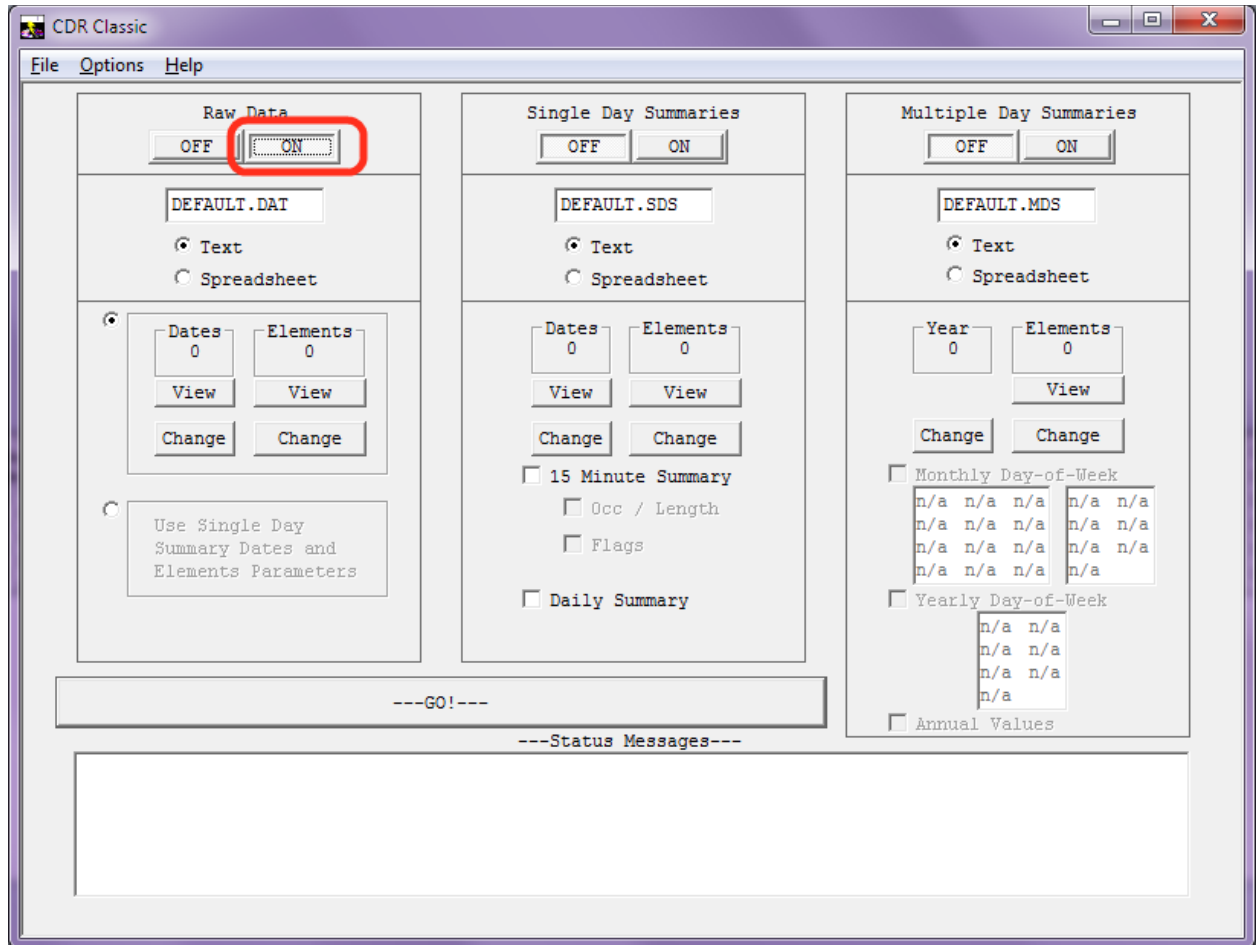 CDR Classic
File Options Help
Raw Data
OFF ON
DEFAULT.DAT
Text
Spreadsheet
Dates Elements
0 0
View View
Change Change
Use Single Day
Summary Dates and
Elements Parameters
Single Day Summaries
OFF ON
DEFAULT.SDS
Text
Spreadsheet
Dates Elements
0 0
View View
Change Change
15 Minute Summary
Occ / Length
Flags
Daily Summary
Multiple Day Summaries
OFF ON
DEFAULT.MDS
Text
Spreadsheet
Year Elements
0 0
View
Change Change
Monthly Day-of-Week
n/a n/a n/a n/a n/a
n/a n/a n/a n/a n/a
n/a n/a n/a n/a n/a
n/a n/a n/a n/a
Yearly Day-of-Week
n/a n/a
n/a n/a
n/a n/a
n/a
Annual Values
---GO!---
---Status Messages---